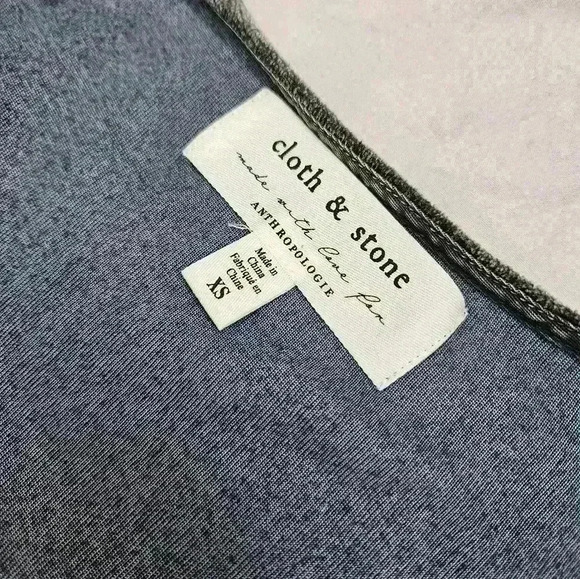 cloth & stone
made with love for
ANTHROPOLOGIE
Made in
China
Fabriqué en
Chine
XS